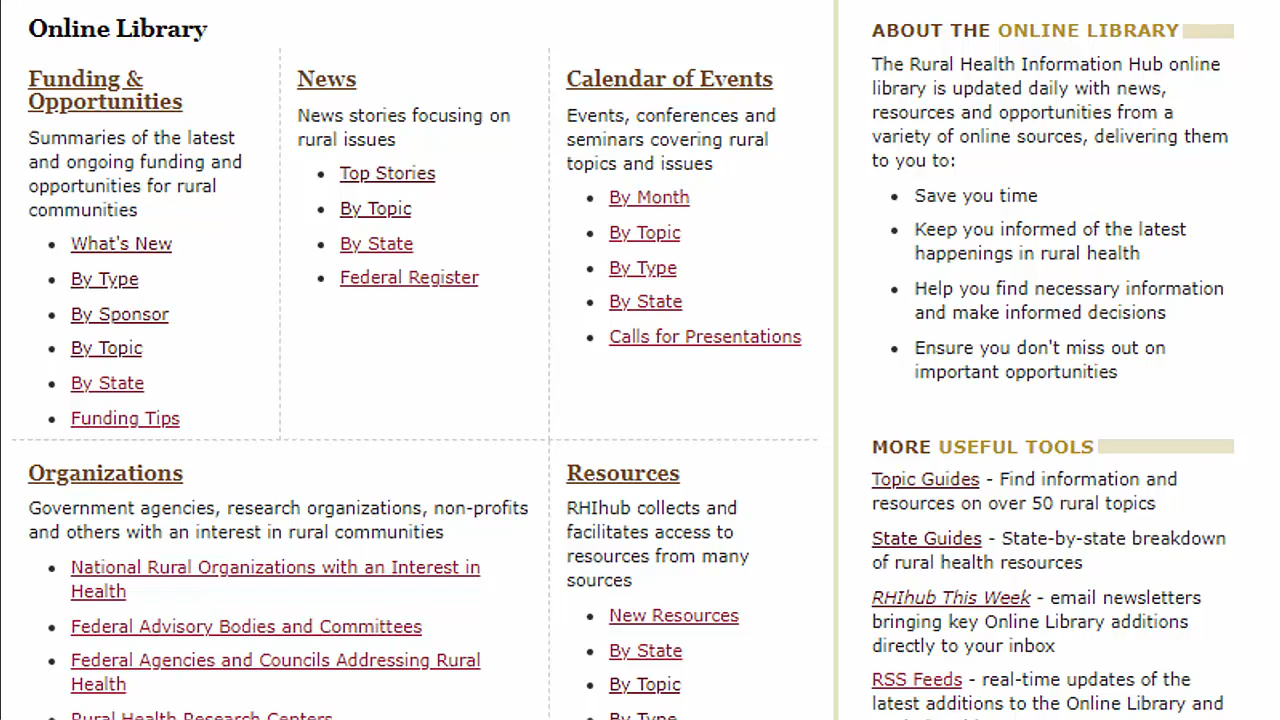 Online Library
Funding &
Opportunities
Summaries of the latest
and ongoing funding and
opportunities for rural
communities
What's New
By Type
By Sponsor
By Topic
By State
Funding Tips
News
News stories focusing on
rural issues
Top Stories
By Topic
By State
Federal Register
Calendar of Events
Events, conferences and
seminars covering rural
topics and issues
By Month
By Topic
By Type
By State
Calls for Presentations
Organizations
Government agencies, research organizations, non-profits
and others with an interest in rural communities
National Rural Organizations with an Interest in
Health
Federal Advisory Bodies and Committees
Federal Agencies and Councils Addressing Rural
Health
Rural Health Research Centers
Resources
RHIhub collects and
facilitates access to
resources from many
sources
New Resources
By State
By Topic
By Type
ABOUT THE ONLINE LIBRARY
The Rural Health Information Hub online
library is updated daily with news,
resources and opportunities from a
variety of online sources, delivering them
to you to:
Save you time
Keep you informed of the latest
happenings in rural health
Help you find necessary information
and make informed decisions
Ensure you don't miss out on
important opportunities
MORE USEFUL TOOLS
Topic Guides - Find information and
resources on over 50 rural topics
State Guides - State-by-state breakdown
of rural health resources
RHIhub This Week - email newsletters
bringing key Online Library additions
directly to your inbox
RSS Feeds - real-time updates of the
latest additions to the Online Library and